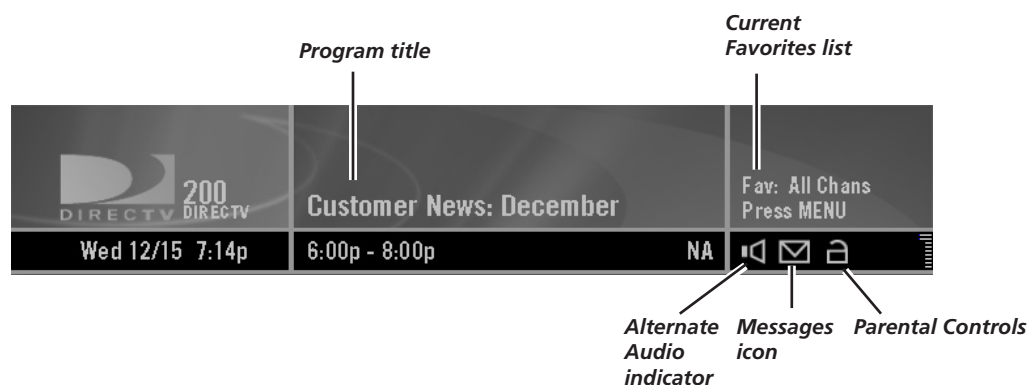 Current
Favorites list
Program title
DIRECTV
200
DIRECTV
Customer News: December
Fav: All Chans
Press MENU
Wed 12/15 7:14p
6:00p - 8:00p
NA
Alternate
Audio
indicator
Messages
icon
Parental Controls